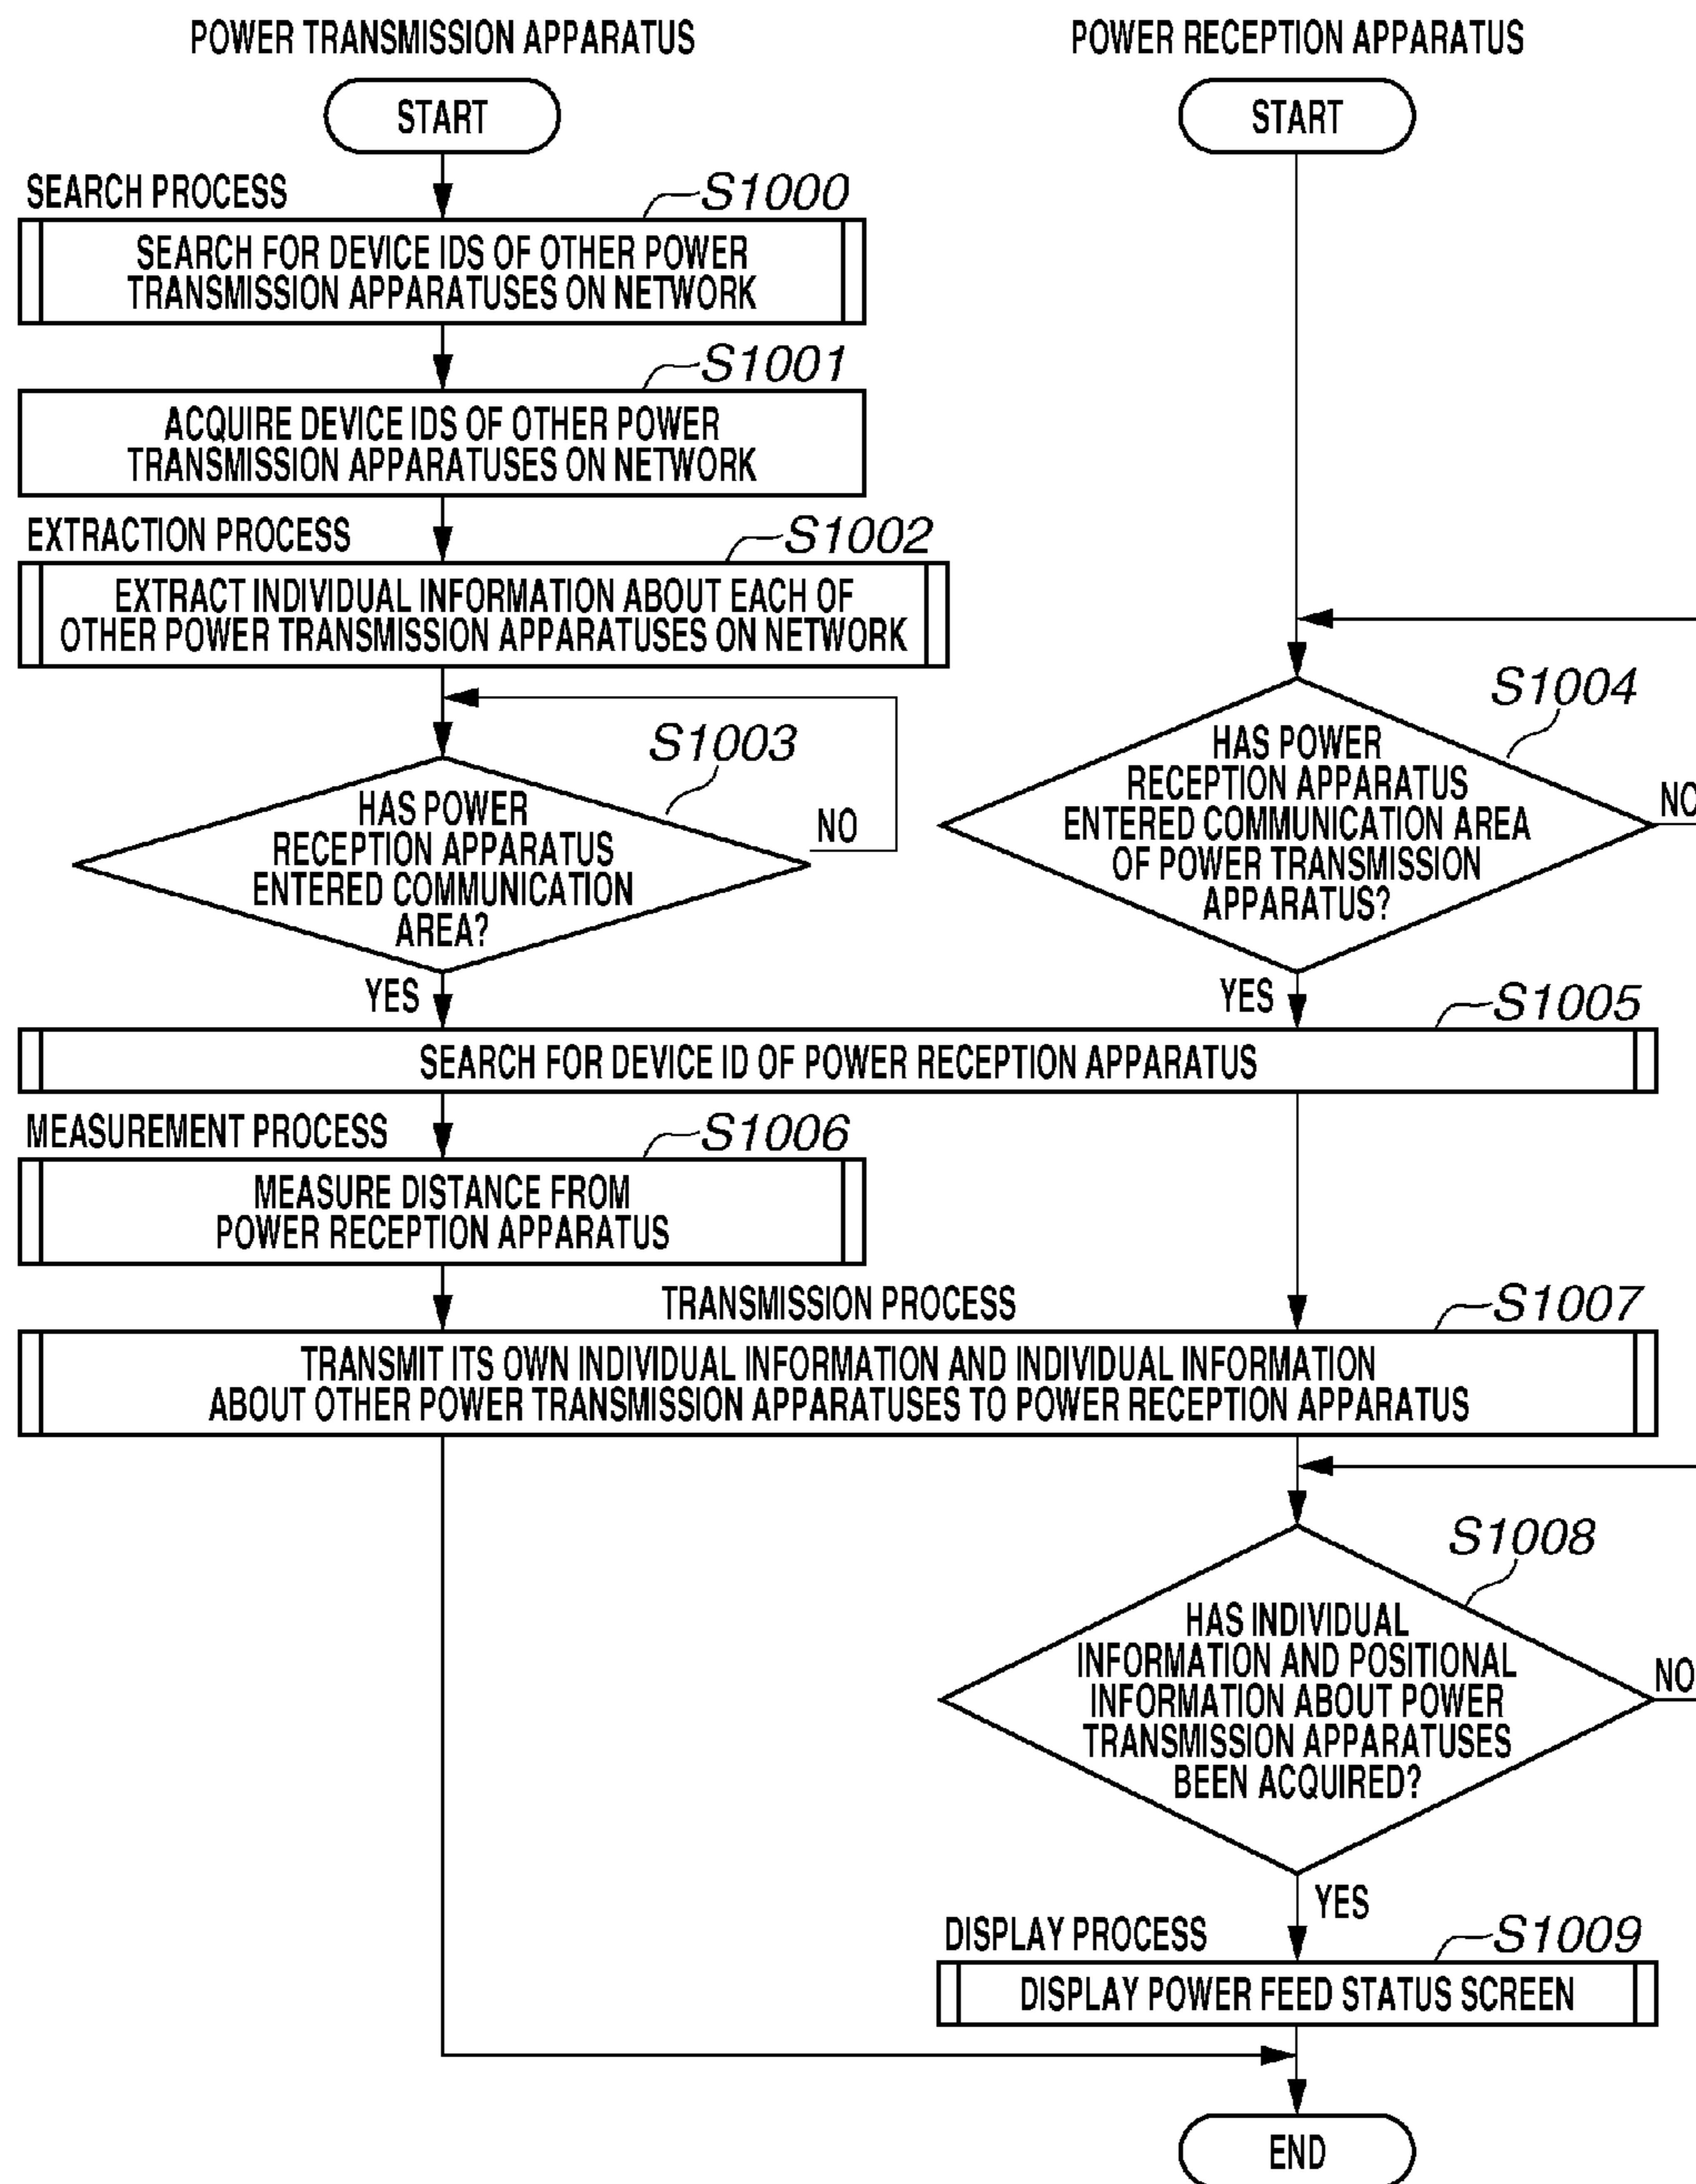 POWER TRANSMISSION APPARATUS
POWER RECEPTION APPARATUS
START
START
SEARCH PROCESS
S1000
SEARCH FOR DEVICE IDS OF OTHER POWER
TRANSMISSION APPARATUSES ON NETWORK
S1001
ACQUIRE DEVICE IDS OF OTHER POWER
TRANSMISSION APPARATUSES ON NETWORK
EXTRACTION PROCESS
S1002
EXTRACT INDIVIDUAL INFORMATION ABOUT EACH OF
OTHER POWER TRANSMISSION APPARATUSES ON NETWORK
S1003
HAS POWER
RECEPTION APPARATUS
ENTERED COMMUNICATION
AREA?
NO
YES
S1004
HAS POWER
RECEPTION APPARATUS
ENTERED COMMUNICATION AREA
OF POWER TRANSMISSION
APPARATUS?
NO
YES
S1005
SEARCH FOR DEVICE ID OF POWER RECEPTION APPARATUS
MEASUREMENT PROCESS
S1006
MEASURE DISTANCE FROM
POWER RECEPTION APPARATUS
TRANSMISSION PROCESS
S1007
TRANSMIT ITS OWN INDIVIDUAL INFORMATION AND INDIVIDUAL INFORMATION
ABOUT OTHER POWER TRANSMISSION APPARATUSES TO POWER RECEPTION APPARATUS
S1008
HAS INDIVIDUAL
INFORMATION AND POSITIONAL
INFORMATION ABOUT POWER
TRANSMISSION APPARATUSES
BEEN ACQUIRED?
NO
YES
DISPLAY PROCESS
S1009
DISPLAY POWER FEED STATUS SCREEN
END